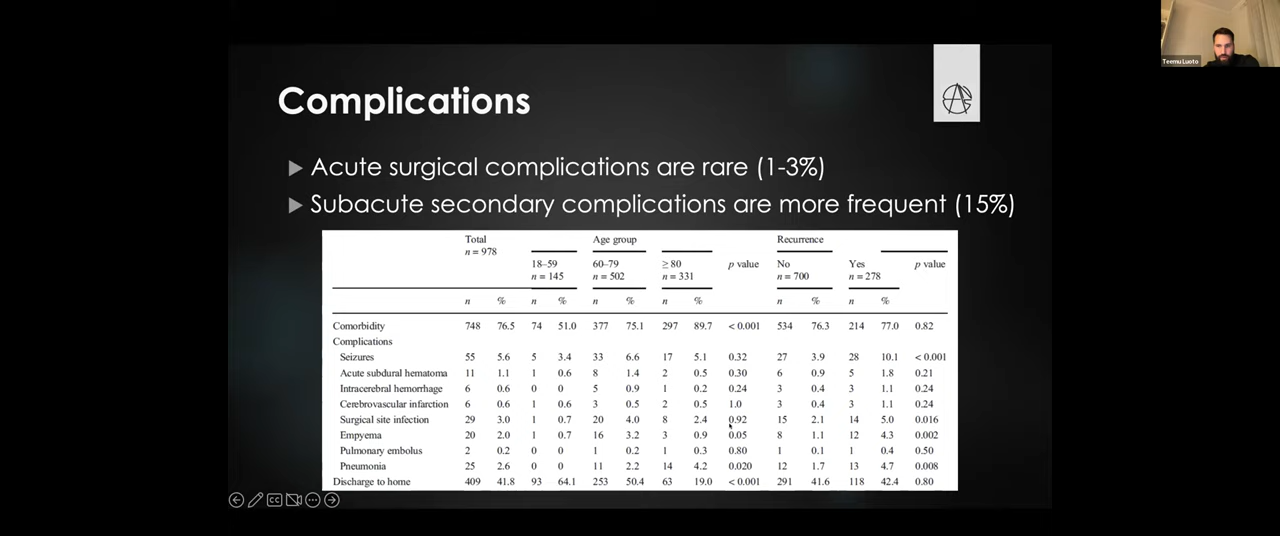 Complications
Acute surgical complications are rare (1-3%)
Subacute secondary complications are more frequent (15%)
Total Age group Recurrence
n = 978
18–59 60–79 ≥ 80 p value No Yes p value
n = 145 n = 502 n = 331 n = 700 n = 278
n % n % n % n % n % n %
Comorbidity 748 76.5 74 51.0 377 75.1 297 89.7 < 0.001 534 76.3 214 77.0 0.82
Complications
Seizures 55 5.6 5 3.4 33 6.6 17 5.1 0.32 27 3.9 28 10.1 < 0.001
Acute subdural hematoma 11 1.1 1 0.6 8 1.4 2 0.5 0.30 6 0.9 5 1.8 0.21
Intracerebral hemorrhage 6 0.6 0 0 5 0.9 1 0.2 0.24 3 0.4 3 1.1 0.24
Cerebrovascular infarction 6 0.6 1 0.6 3 0.5 2 0.5 1.0 3 0.4 3 1.1 0.24
Surgical site infection 29 3.0 1 0.7 20 4.0 8 2.4 0.92 15 2.1 14 5.0 0.016
Empyema 20 2.0 1 0.7 16 3.2 3 0.9 0.05 8 1.1 12 4.3 0.002
Pulmonary embolus 2 0.2 0 0 1 0.2 1 0.3 0.80 1 0.1 1 0.4 0.50
Pneumonia 25 2.6 0 0 11 2.2 14 4.2 0.020 12 1.7 13 4.7 0.008
Discharge to home 409 41.8 93 64.1 253 50.4 63 19.0 < 0.001 291 41.6 118 42.4 0.80
CC
Teemu Luoto